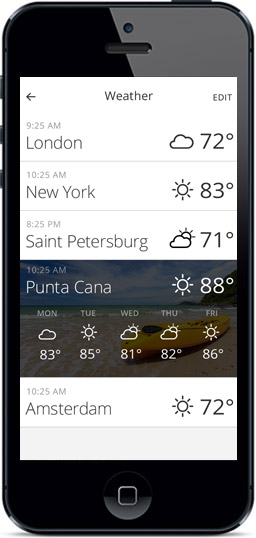 Weather
EDIT
9:25 AM
London
72°
10:25 AM
New York
83°
8:25 PM
Saint Petersburg
71°
10:25 AM
Punta Cana
88°
MON TUE WED THU FRI
83° 85° 81° 82° 86°
10:25 AM
Amsterdam
72°